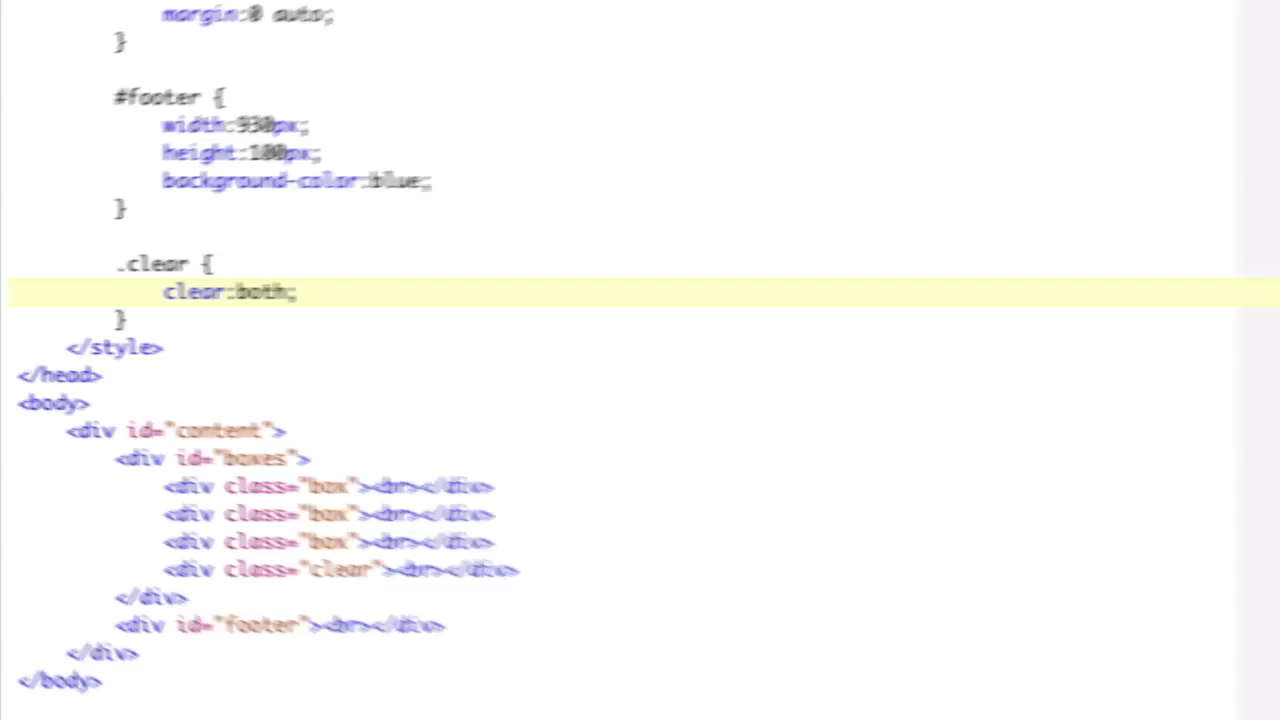 margin:0 auto;
}
#footer {
width:930px;
height:100px;
background-color:blue;
}
.clear {
clear:both;
}
</style>
</head>
<body>
<div id="content">
<div id="boxes">
<div class="box"><br></div>
<div class="box"><br></div>
<div class="box"><br></div>
<div class="clear"><br></div>
</div>
<div id="footer"><br></div>
</div>
</body>